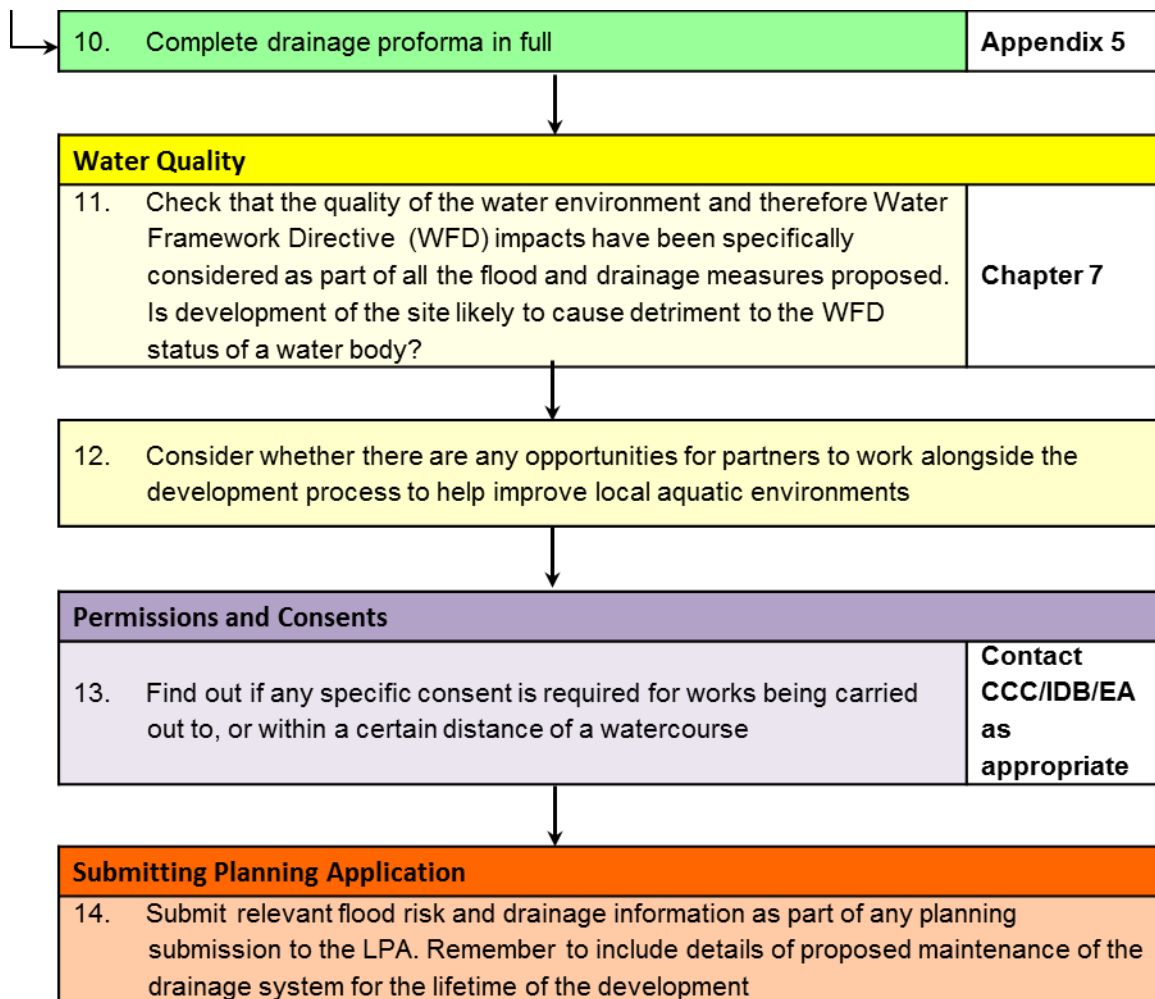 10. Complete drainage proforma in full
Appendix 5
Water Quality
11. Check that the quality of the water environment and therefore Water
Framework Directive (WFD) impacts have been specifically
considered as part of all the flood and drainage measures proposed.
Is development of the site likely to cause detriment to the WFD
status of a water body?
Chapter 7
12. Consider whether there are any opportunities for partners to work alongside the
development process to help improve local aquatic environments
Permissions and Consents
13. Find out if any specific consent is required for works being carried
out to, or within a certain distance of a watercourse
Contact
CCC/IDB/EA
as
appropriate
Submitting Planning Application
14. Submit relevant flood risk and drainage information as part of any planning
submission to the LPA. Remember to include details of proposed maintenance of the
drainage system for the lifetime of the development